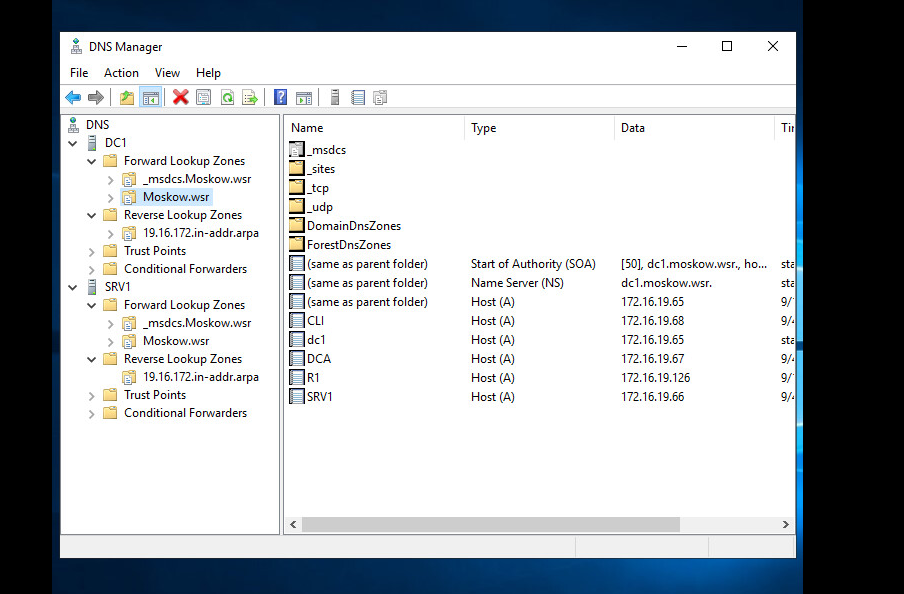 DNS Manager
File Action View Help
DNS
DC1
Forward Lookup Zones
_msdcs.Moskow.wsr
Moskow.wsr
Reverse Lookup Zones
19.16.172.in-addr.arpa
Trust Points
Conditional Forwarders
SRV1
Forward Lookup Zones
_msdcs.Moskow.wsr
Moskow.wsr
Reverse Lookup Zones
19.16.172.in-addr.arpa
Trust Points
Conditional Forwarders
Name Type Data
_msdcs
_sites
_tcp
_udp
DomainDnsZones
ForestDnsZones
(same as parent folder) Start of Authority (SOA) [50], dc1.moskow.wsr., ho... sta
(same as parent folder) Name Server (NS) dc1.moskow.wsr. sta
(same as parent folder) Host (A) 172.16.19.65 9/
CLI Host (A) 172.16.19.68 9/
dc1 Host (A) 172.16.19.65 sta
DCA Host (A) 172.16.19.67 9/
R1 Host (A) 172.16.19.126 9/
SRV1 Host (A) 172.16.19.66 9/